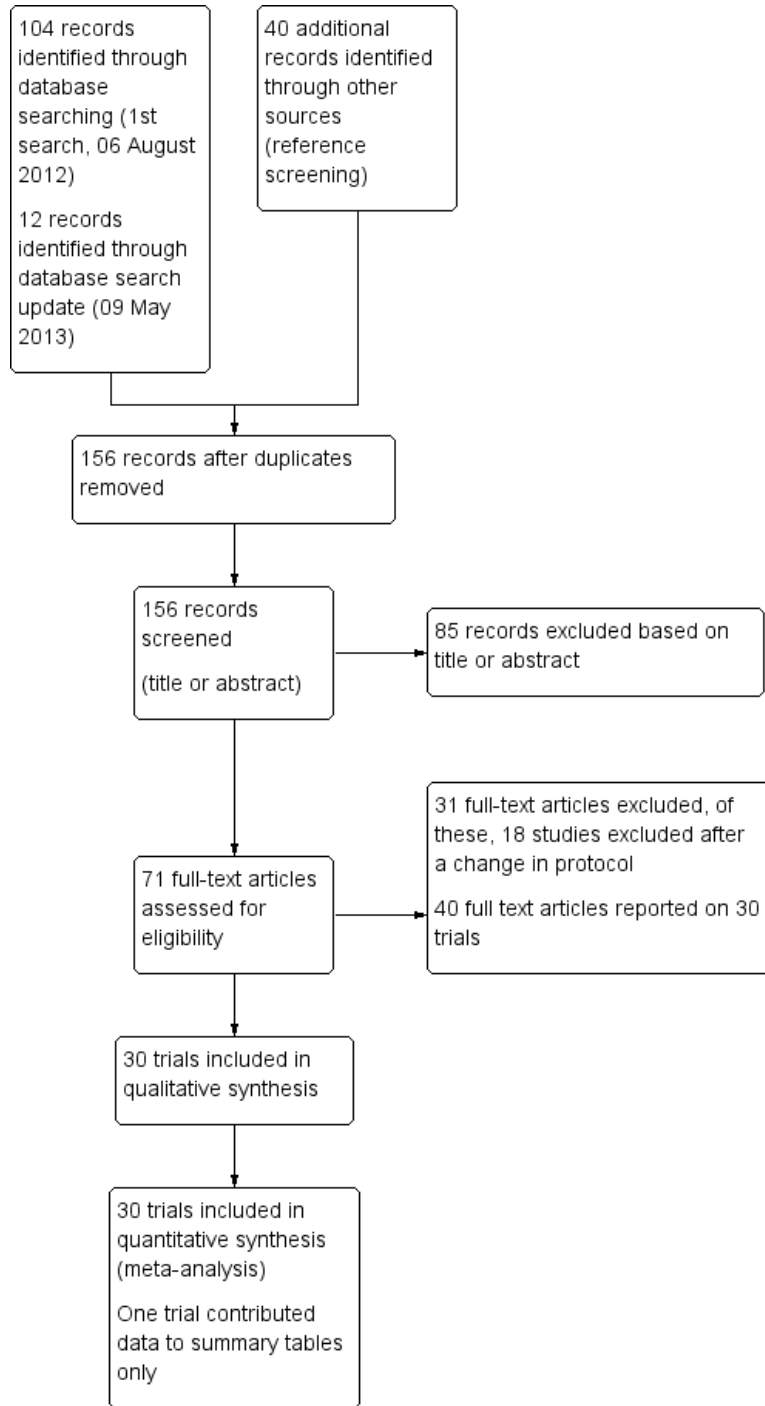 104 records
identified through
database
searching (1st
search, 06 August
2012)
12 records
identified through
database search
update (09 May
2013)
40 additional
records identified
through other
sources
(reference
screening)
156 records after duplicates
removed
156 records
screened
(title or abstract)
85 records excluded based on
title or abstract
71 full-text articles
assessed for
eligibility
31 full-text articles excluded, of
these, 18 studies excluded after
a change in protocol
40 full text articles reported on 30
trials
30 trials included in
qualitative synthesis
30 trials included in
quantitative synthesis
(meta-analysis)
One trial contributed
data to summary tables
only